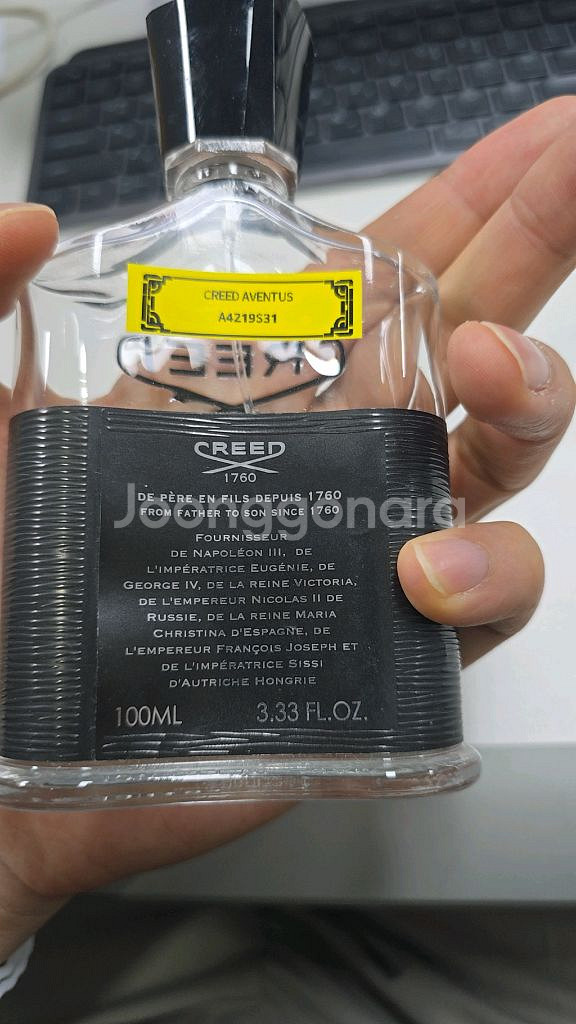 CREED AVENTUS
A4219S31
CREED
CREED
1760
DE PÈRE EN FILS DEPUIS 1760
FROM FATHER TO SON SINCE 1760
Joonggonara
FOURNISSEUR
DE NAPOLÉON III, DE
L'IMPÉRATRICE EUGÉNIE, DE
GEORGE IV, DE LA REINE VICTORIA,
DE L'EMPEREUR NICOLAS II DE
RUSSIE, DE LA REINE MARIA
CHRISTINA D'ESPAGNE, DE
L'EMPEREUR FRANÇOIS JOSEPH ET
DE L'IMPÉRATRICE SISSI
D'AUTRICHE HONGRIE
100ML 3.33 FL.OZ.